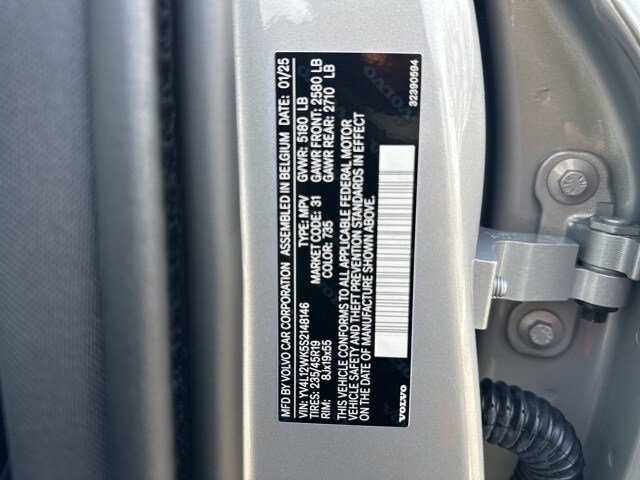 MFD BY VOLVO CAR CORPORATION ASSEMBLED IN BELGIUM DATE: 01/25
VIN: YV4L12WK5S2148146 TYPE: MPV GVWR: 5180 LB
TIRES: 235/45R19 MARKET CODE: 31 GAWR FRONT: 2580 LB
RIM: 8Jx19x55 COLOR: 735 GAWR REAR: 2710 LB
THIS VEHICLE CONFORMS TO ALL APPLICABLE FEDERAL MOTOR
VEHICLE SAFETY AND THEFT PREVENTION STANDARDS IN EFFECT
ON THE DATE OF MANUFACTURE SHOWN ABOVE.
VOLVO 32390594